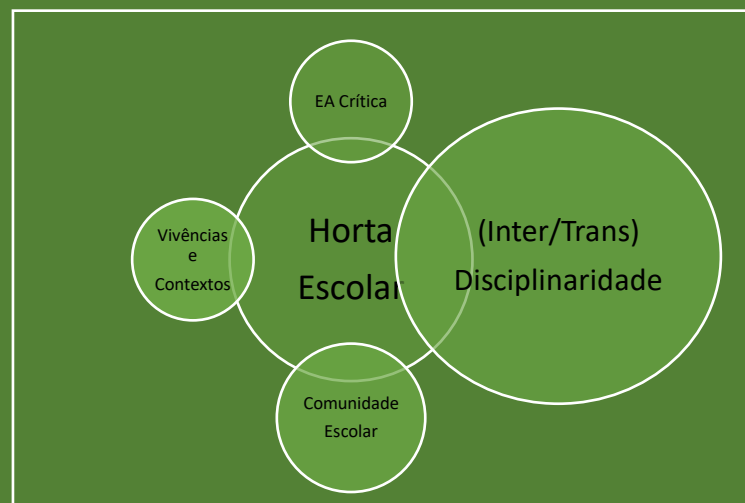 EA Crítica
Horta
Escolar
(Inter/Trans)
Disciplinaridade
Vivências
e
Contextos
Comunidade
Escolar